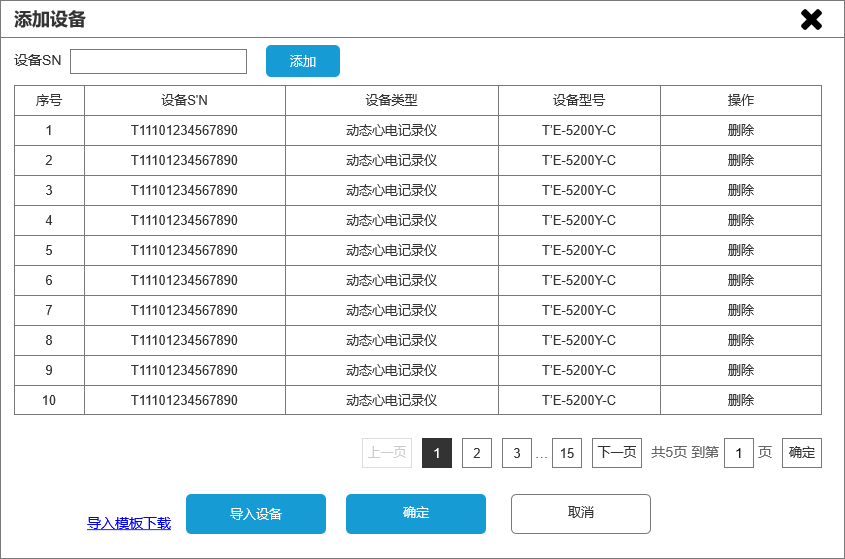 添加设备
设备SN 添加
序号 设备S'N 设备类型 设备型号 操作
1 T11101234567890 动态心电记录仪 T'E-5200Y-C 删除
2 T11101234567890 动态心电记录仪 T'E-5200Y-C 删除
3 T11101234567890 动态心电记录仪 T'E-5200Y-C 删除
4 T11101234567890 动态心电记录仪 T'E-5200Y-C 删除
5 T11101234567890 动态心电记录仪 T'E-5200Y-C 删除
6 T11101234567890 动态心电记录仪 T'E-5200Y-C 删除
7 T11101234567890 动态心电记录仪 T'E-5200Y-C 删除
8 T11101234567890 动态心电记录仪 T'E-5200Y-C 删除
9 T11101234567890 动态心电记录仪 T'E-5200Y-C 删除
10 T11101234567890 动态心电记录仪 T'E-5200Y-C 删除
上一页 1 2 3 ... 15 下一页 共5页 到第 1 页 确定
导入模板下载 导入设备 确定 取消